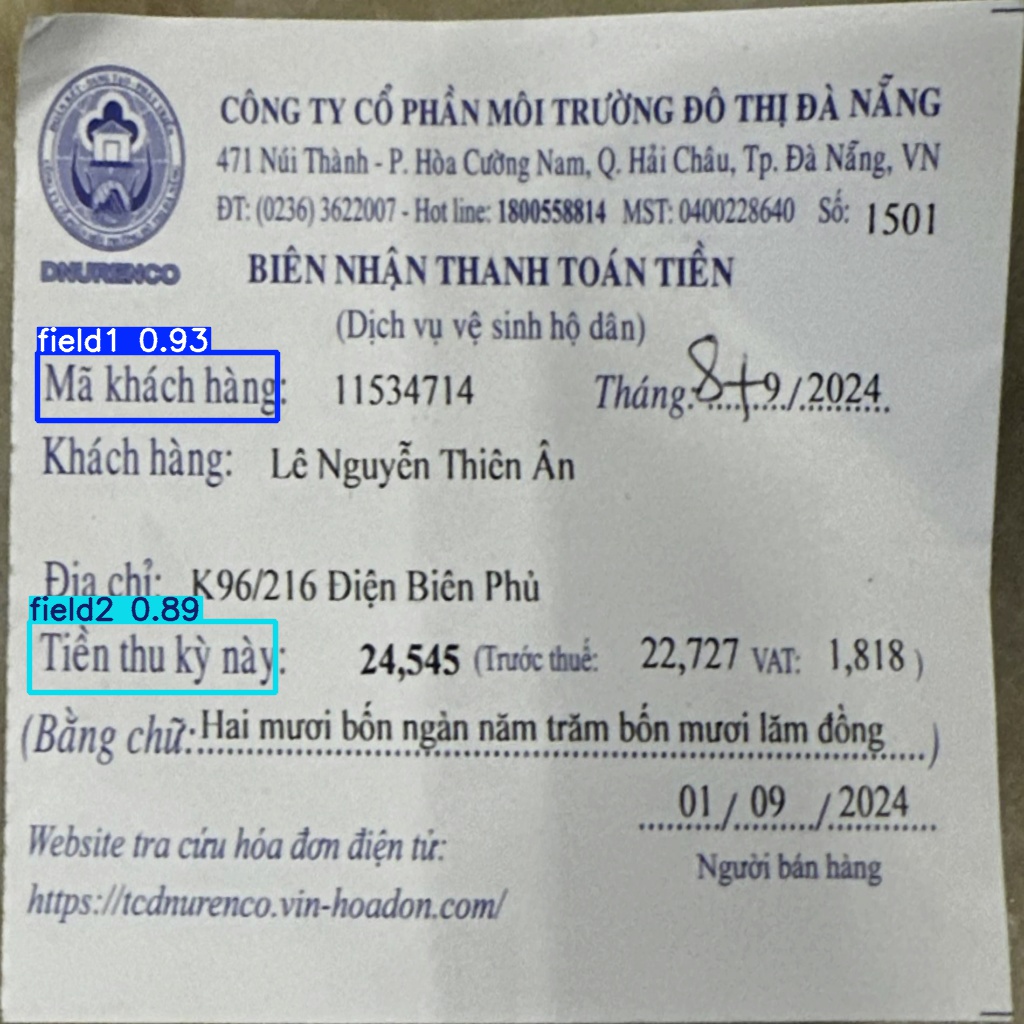 CÔNG TY CỔ PHẦN MÔI TRƯỜNG ĐÔ THỊ ĐÀ NẴNG
471 Núi Thành - P. Hòa Cường Nam, Q. Hải Châu, Tp. Đà Nẵng, VN
ĐT: (0236) 3622007 - Hot line: 1800558814 MST: 0400228640 Số: 1501
DNURENCO
BIÊN NHẬN THANH TOÁN TIỀN
(Dịch vụ vệ sinh hộ dân)
field1 0.93
Mã khách hàng: 11534714 Tháng: 8+9/2024
Khách hàng: Lê Nguyễn Thiên Ân
Địa chỉ: K96/216 Điện Biên Phủ
field2 0.89
Tiền thu kỳ này: 24,545 (Trước thuế: 22,727 VAT: 1,818 )
(Bằng chữ: Hai mươi bốn ngàn năm trăm bốn mươi lăm đồng)
01 / 09 / 2024
Người bán hàng
Website tra cứu hóa đơn điện tử:
https://tcdnurenco.vin-hoadon.com/